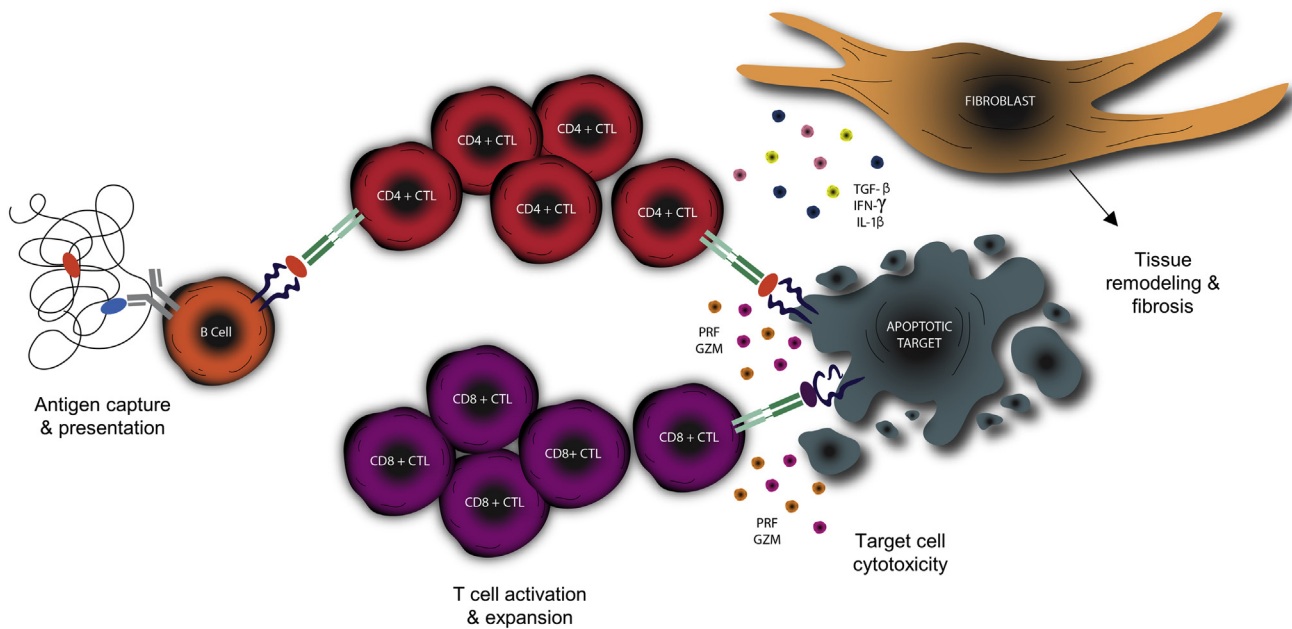 FIBROBLAST
CD4 + CTL
CD4 + CTL
CD4 + CTL
CD4 + CTL
CD4 + CTL
TGF- β
IFN-γ
IL-1β
Tissue
remodeling &
fibrosis
B Cell
PRF
GZM
APOPTOTIC
TARGET
Antigen capture
& presentation
CD8 + CTL
CD8 + CTL
CD8+ CTL
CD8 + CTL
CD8 + CTL
PRF
GZM
Target cell
cytotoxicity
T cell activation
& expansion